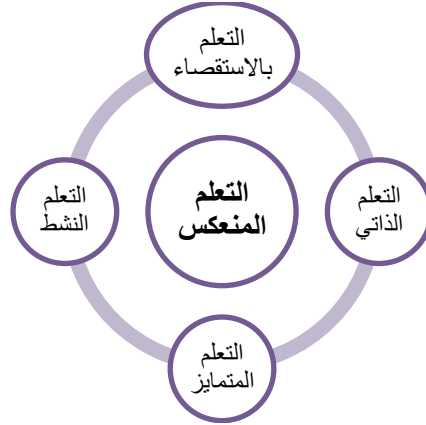 التعلم
بالاستقصاء
التعلم
الذاتي
التعلم
المنعكس
التعلم
النشط
التعلم
المتمايز